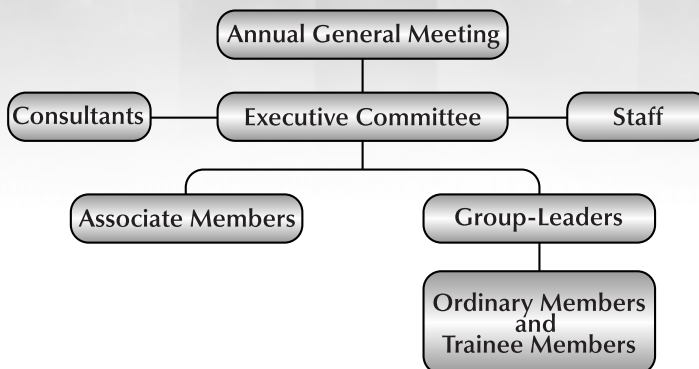 Annual General Meeting
Consultants
Executive Committee
Staff
Associate Members
Group-Leaders
Ordinary Members
and
Trainee Members